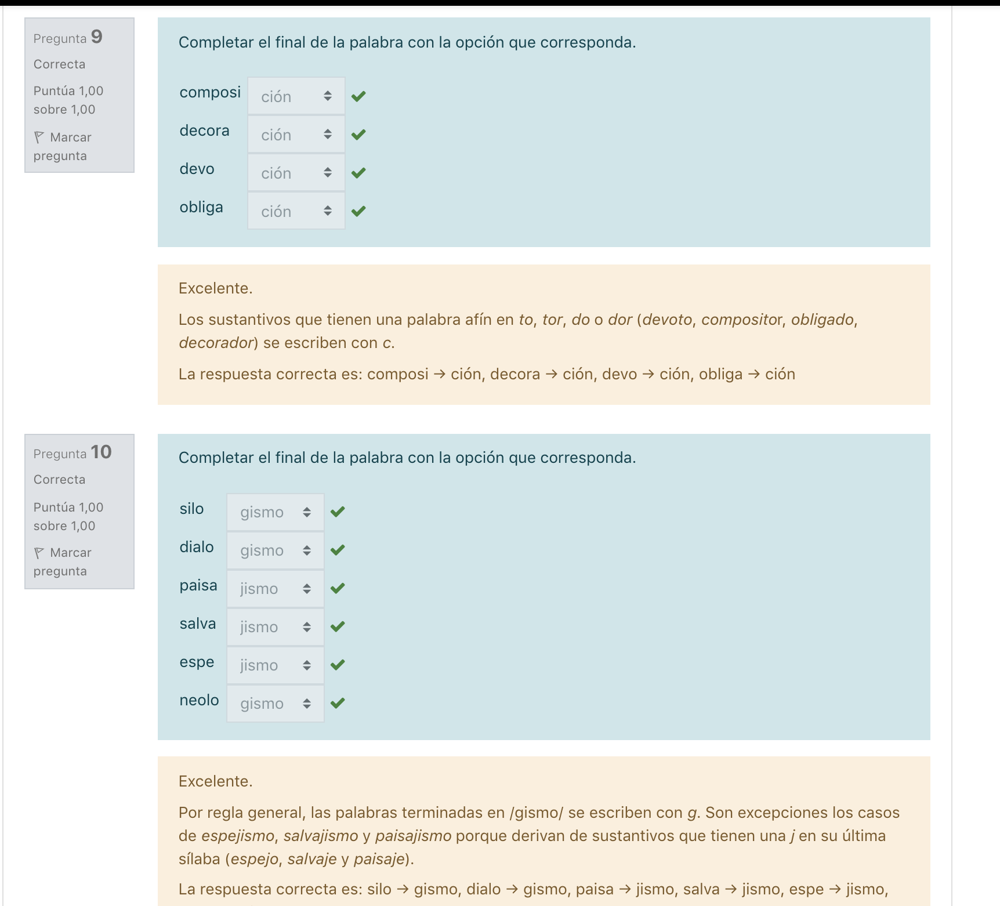 Pregunta 9
Correcta
Puntúa 1,00
sobre 1,00
Marcar
pregunta
Completar el final de la palabra con la opción que corresponda.
composi ción
decora ción
devo ción
obliga ción
Excelente.
Los sustantivos que tienen una palabra afín en to, tor, do o dor (devoto, compositor, obligado,
decorador) se escriben con c.
La respuesta correcta es: composi → ción, decora → ción, devo → ción, obliga → ción
Pregunta 10
Correcta
Puntúa 1,00
sobre 1,00
Marcar
pregunta
Completar el final de la palabra con la opción que corresponda.
silo gismo
dialo gismo
paisa jismo
salva jismo
espe jismo
neolo gismo
Excelente.
Por regla general, las palabras terminadas en /gismo/ se escriben con g. Son excepciones los casos
de espejismo, salvajismo y paisajismo porque derivan de sustantivos que tienen una j en su última
sílaba (espejo, salvaje y paisaje).
La respuesta correcta es: silo → gismo, dialo → gismo, paisa → jismo, salva → jismo, espe → jismo,